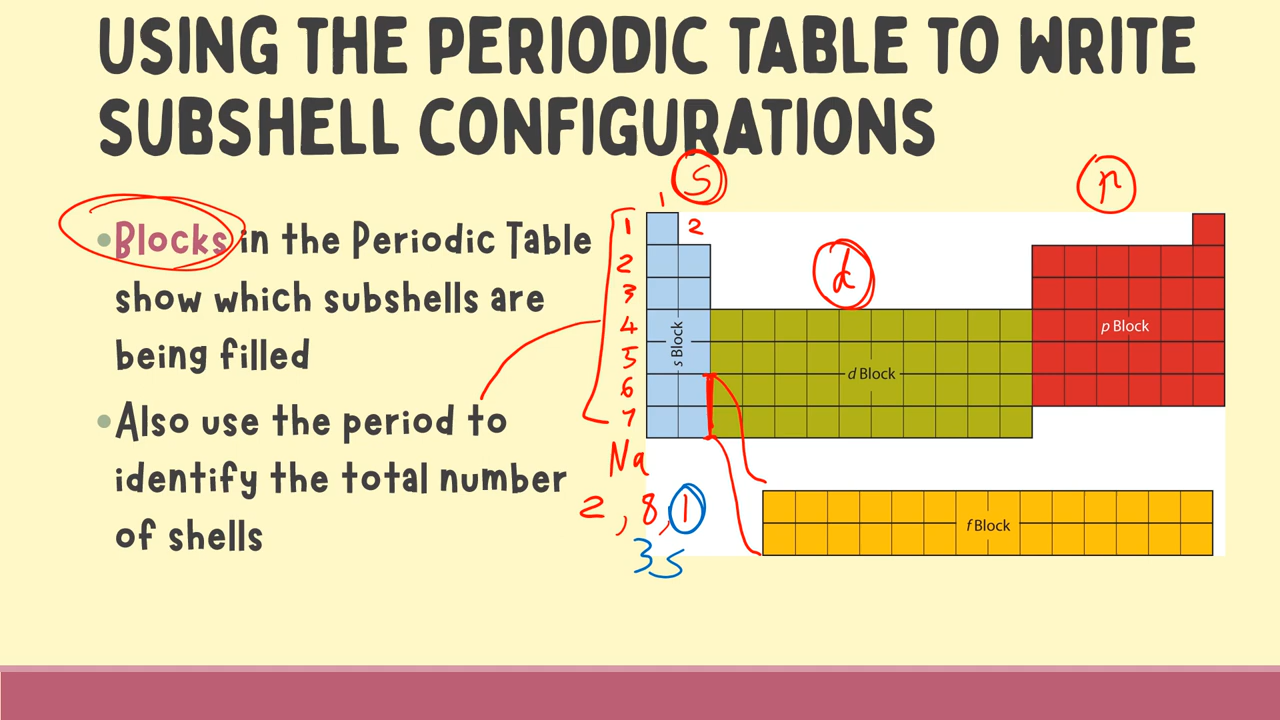 USING THE PERIODIC TABLE TO WRITE
SUBSHELL CONFIGURATIONS
•Blocks in the Periodic Table
show which subshells are
being filled
•Also use the period to
identify the total number
of shells
s
p
d
1
2
1
2
3
4
5
6
7
s Block
d Block
p Block
f Block
Na
2, 8, 1
3s